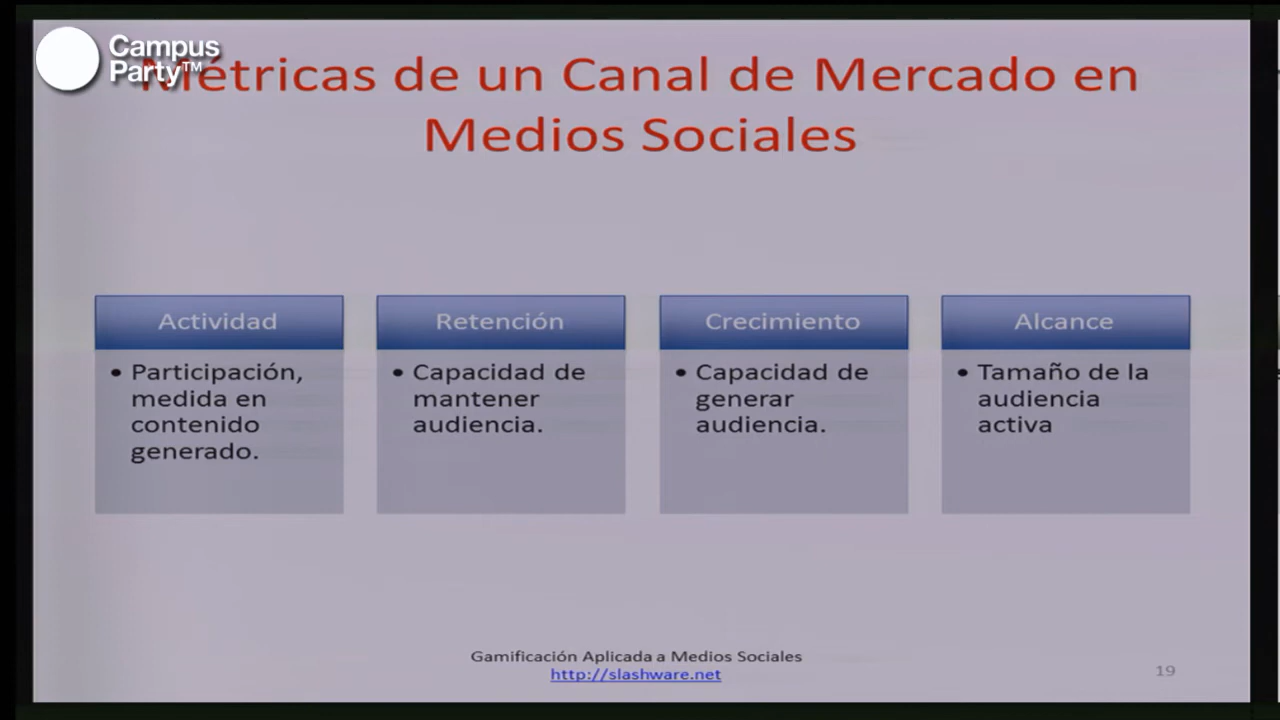 Campus
Party™
Métricas de un Canal de Mercado en
Medios Sociales
Actividad
• Participación,
medida en
contenido
generado.
Retención
• Capacidad de
mantener
audiencia.
Crecimiento
• Capacidad de
generar
audiencia.
Alcance
• Tamaño de la
audiencia
activa
Gamificación Aplicada a Medios Sociales
http://slashware.net
19